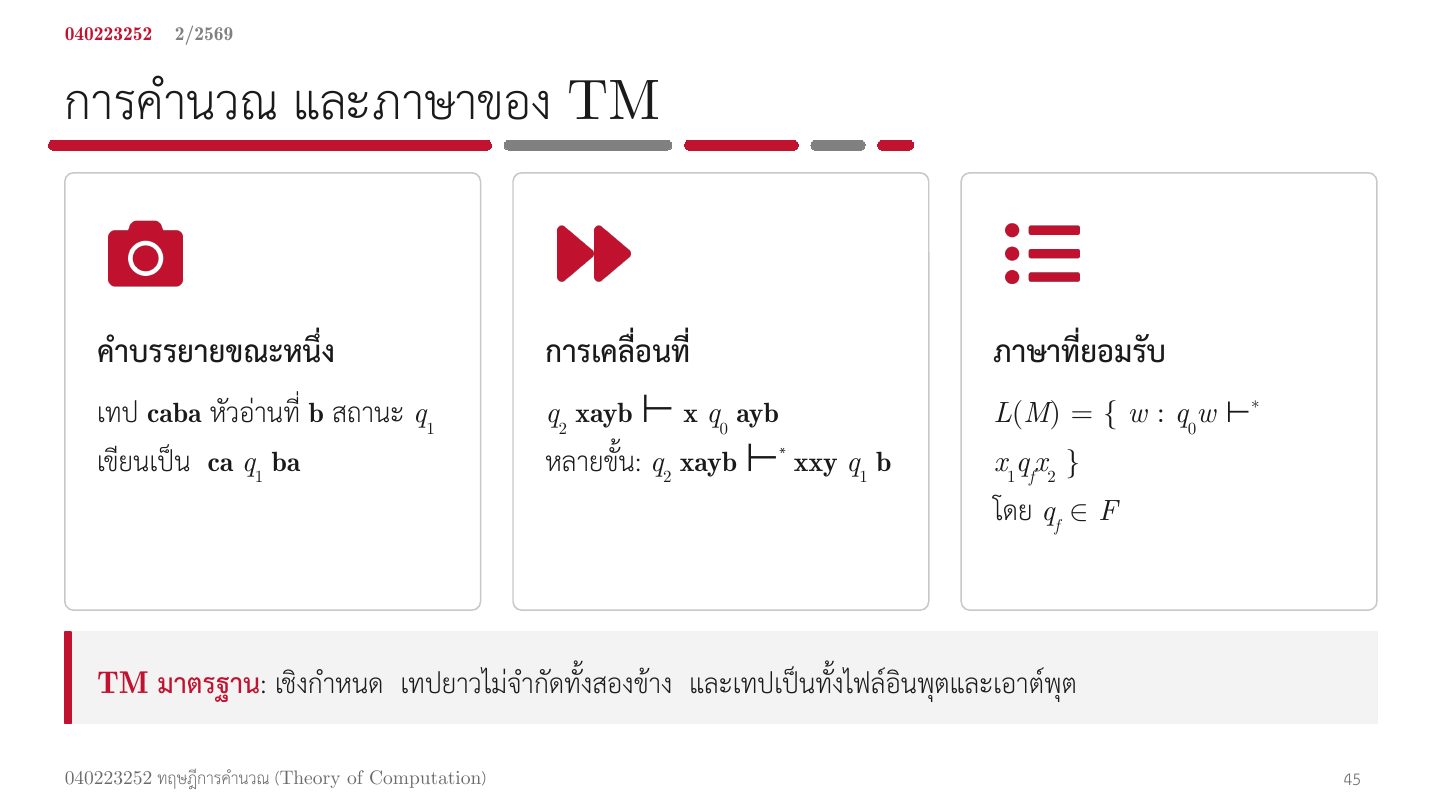 040223252 2/2569
การคำนวณ และภาษาของ TM
คำบรรยายขณะหนึ่ง
เทป caba หัวอ่านที่ b สถานะ q₁
เขียนเป็น ca q₁ ba
การเคลื่อนที่
q₂ xayb ⊢ x q₀ ayb
หลายขั้น: q₂ xayb ⊢* xxy q₁ b
ภาษาที่ยอมรับ
L(M) = { w : q₀w ⊢*
x₁q_fx₂ }
โดย q_f ∈ F
TM มาตรฐาน: เชิงกำหนด เทปยาวไม่จำกัดทั้งสองข้าง และเทปเป็นทั้งไฟล์อินพุตและเอาต์พุต
040223252 ทฤษฎีการคำนวณ (Theory of Computation)
45